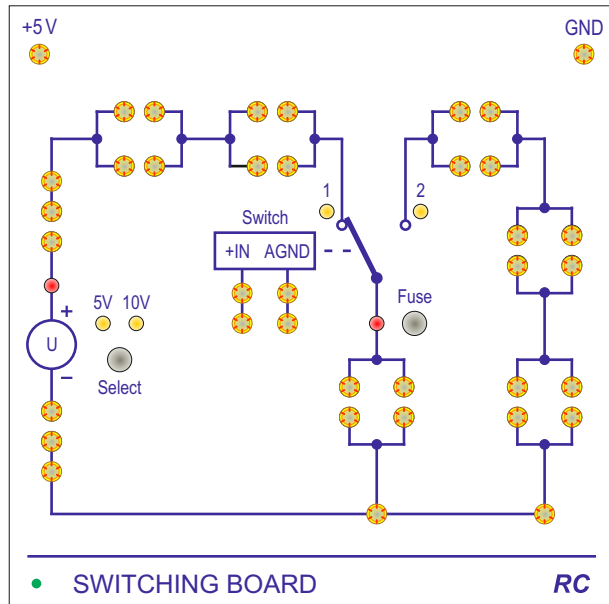 +5 V
GND
1
2
Switch
+IN AGND
Fuse
5V 10V
+
U
−
Select
SWITCHING BOARD
RC